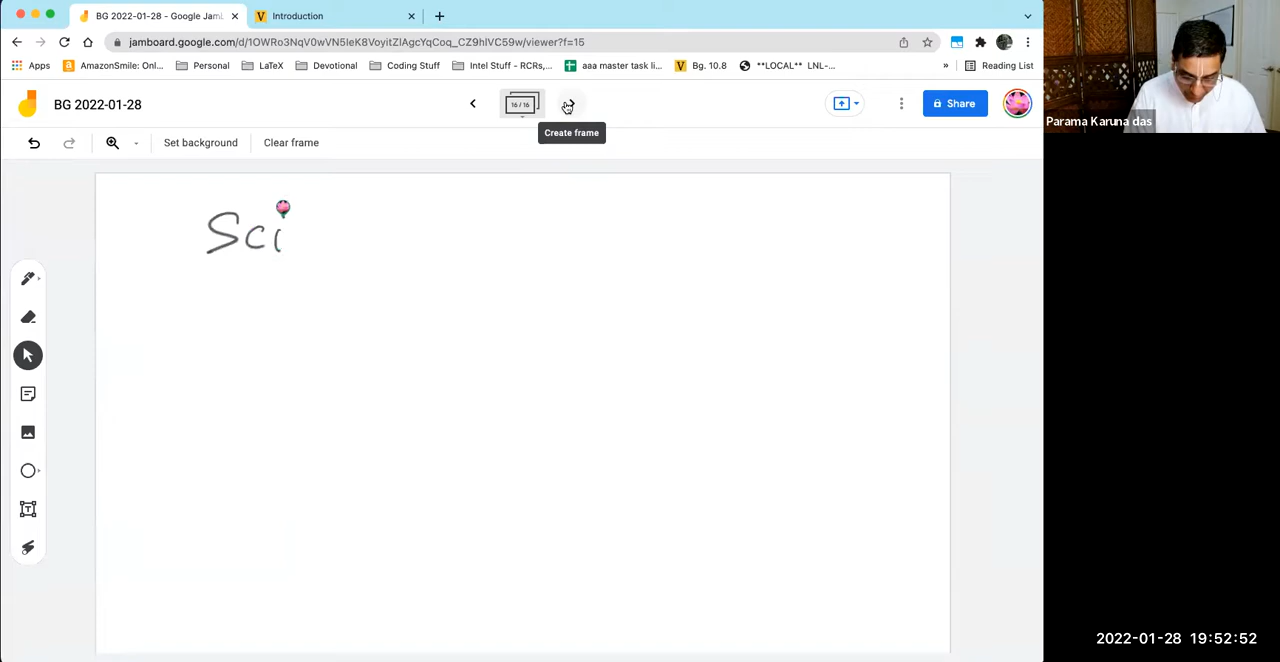 BG 2022-01-28 - Google Jam
Introduction
jamboard.google.com/d/1OWRo3NqV0wVN5IeK8VoyitZIAgcYqCoq_CZ9hIVC59w/viewer?f=15
Apps
AmazonSmile: Onl...
Personal
LaTeX
Devotional
Coding Stuff
Intel Stuff - RCRs,...
aaa master task li...
Bg. 10.8
**LOCAL** LNL-...
»
Reading List
BG 2022-01-28
16 / 16
Share
Create frame
Set background
Clear frame
Parama Karuna das
Sci
2022-01-28 19:52:52